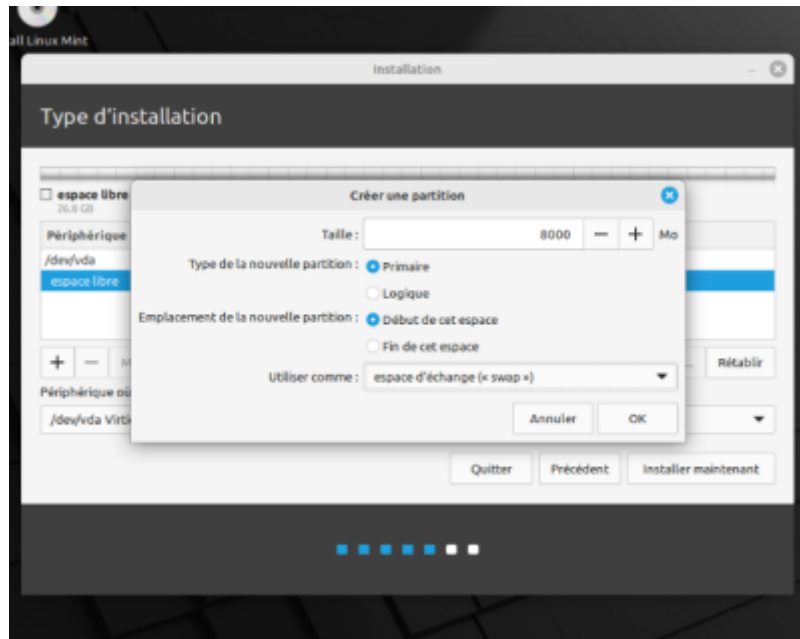 all Linux Mint
Installation
Type d'installation
espace libre
26.8 GB
Créer une partition
Périphérique
Taille : 8000 Mo
/dev/vda
Type de la nouvelle partition : Primaire
espace libre
Logique
Emplacement de la nouvelle partition : Début de cet espace
Fin de cet espace
Rétablir
Utiliser comme : espace d'échange (« swap »)
Périphérique où
Annuler OK
/dev/vda Virti
Quitter Précédent Installer maintenant